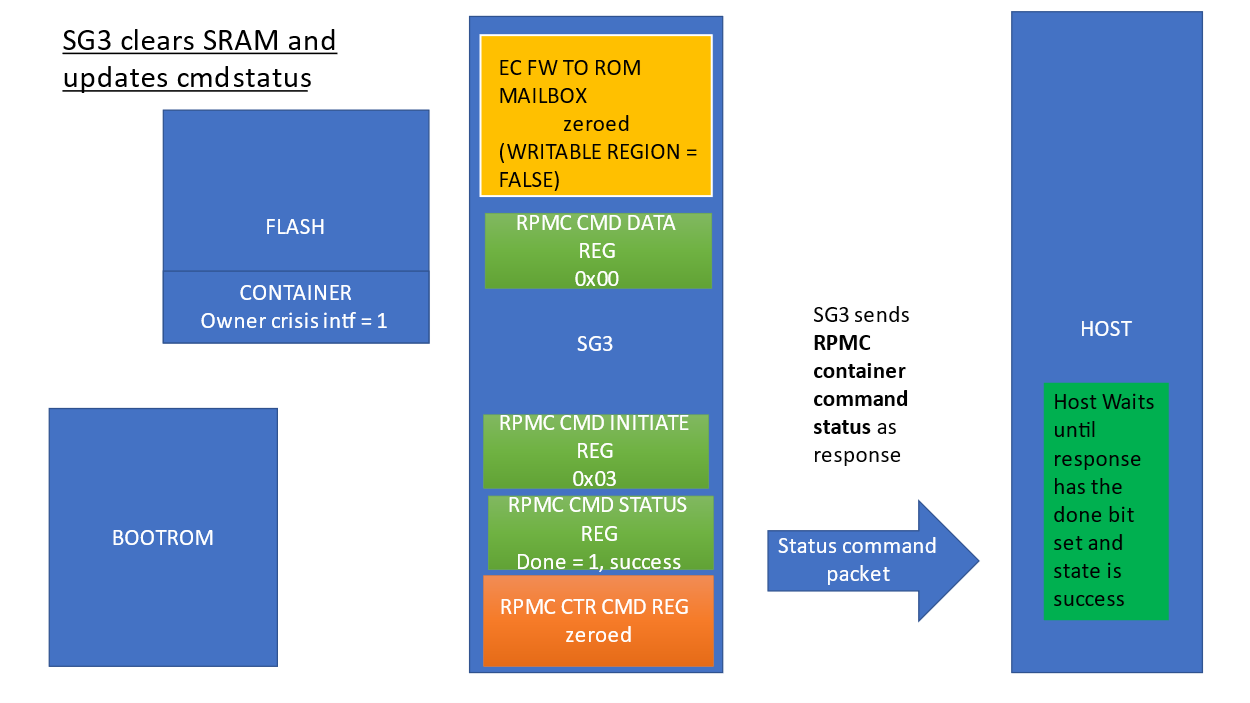 SG3 clears SRAM and
updates cmdstatus
EC FW TO ROM
MAILBOX
zeroed
(WRITABLE REGION =
FALSE)
RPMC CMD DATA
REG
0x00
FLASH
CONTAINER
Owner crisis intf = 1
SG3
SG3 sends
RPMC
container
command
status as
response
HOST
Host Waits
until
response
has the
done bit
set and
state is
success
RPMC CMD INITIATE
REG
0x03
RPMC CMD STATUS
REG
Done = 1, success
RPMC CTR CMD REG
zeroed
BOOTROM
Status command
packet